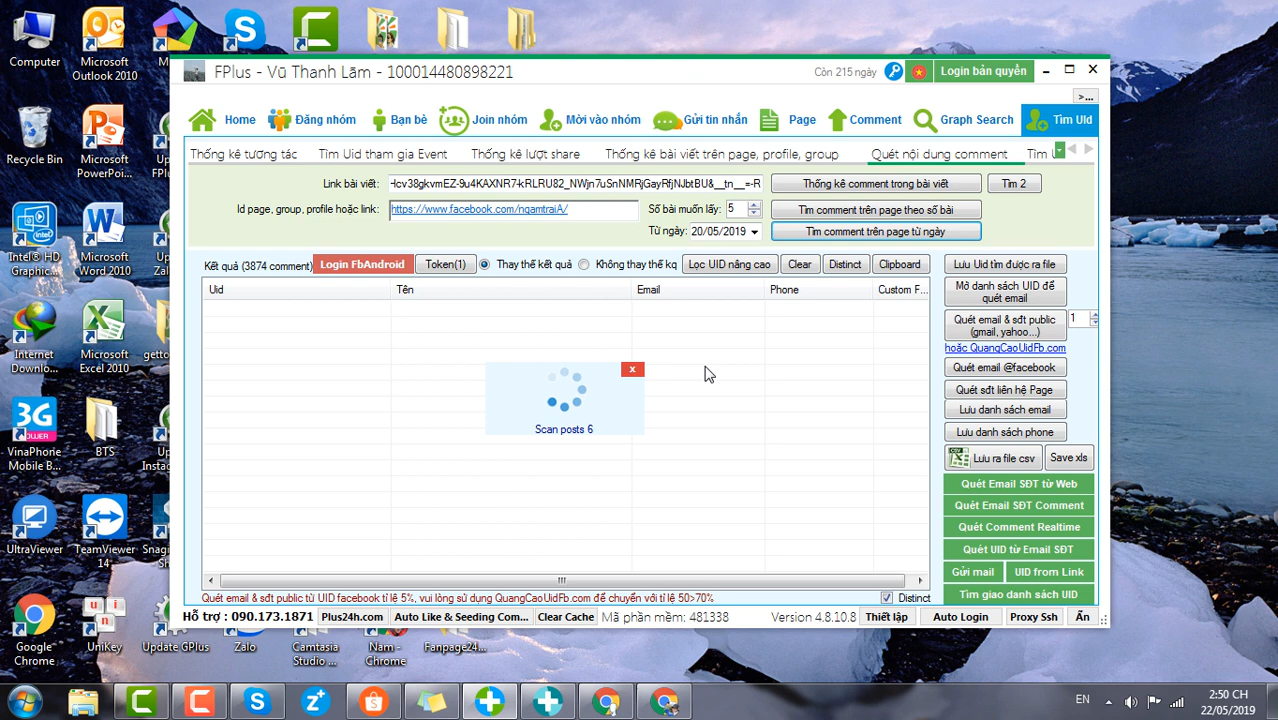 Computer
Microsoft
Outlook 2010
Recycle Bin
Microsoft
PowerPoi...
Intel® HD
Graphic...
Microsoft
Word 2010
Internet
Downlo...
Microsoft
Excel 2010
VinaPhone
Mobile B...
BTS
UltraViewer
TeamViewer
14
Google
Chrome
UniKey
Update GPlus
Zalo
Camtasia
Studio ...
Nam -
Chrome
Fanpage24...
FPlus - Vũ Thanh Lãm - 100014480898221
Còn 215 ngày
Login bản quyền
>...
Home
Đăng nhóm
Bạn bè
Join nhóm
Mời vào nhóm
Gửi tin nhắn
Page
Comment
Graph Search
Tìm UId
Thống kê tương tác
Tìm Uid tham gia Event
Thống kê lượt share
Thống kê bài viết trên page, profile, group
Quét nội dung comment
Link bài viết:
Hcv38gkvmEZ-9u4KAXNR7-kRLRU82_NWjn7uSnNMRjGayRfjNJbtBU&__tn__=-R
Thống kê comment trong bài viết
Tìm 2
Id page, group, profile hoặc link:
https://www.facebook.com/ngamtraiA/
Số bài muốn lấy:
5
Tìm comment trên page theo số bài
Từ ngày:
20/05/2019
Tìm comment trên page từ ngày
Kết quả (3874 comment)
Login FbAndroid
Token(1)
Thay thế kết quả
Không thay thế kq
Lọc UID nâng cao
Clear
Distinct
Clipboard
Uid
Tên
Email
Phone
Custom F...
x
Scan posts 6
Lưu Uid tìm được ra file
Mở danh sách UID để
quét email
Quét email & sđt public
(gmail, yahoo...)
1
hoặc QuangCaoUidFb.com
Quét email @facebook
Quét sđt liên hệ Page
Lưu danh sách email
Lưu danh sách phone
Lưu ra file csv
Save xls
Quét Email SĐT từ Web
Quét Email SĐT Comment
Quét Comment Realtime
Quét UID từ Email SĐT
Gửi mail
UID from Link
Tìm giao danh sách UID
Quét email & sđt public từ UID facebook tỉ lệ 5%, vui lòng sử dụng QuangCaoUidFb.com để chuyển với tỉ lệ 50>70%
Distinct
Hỗ trợ : 090.173.1871
Plus24h.com
Auto Like & Seeding Com...
Clear Cache
Mã phần mềm: 481338
Version 4.8.10.8
Thiết lập
Auto Login
Proxy Ssh
Ẩn
EN
2:50 CH
22/05/2019